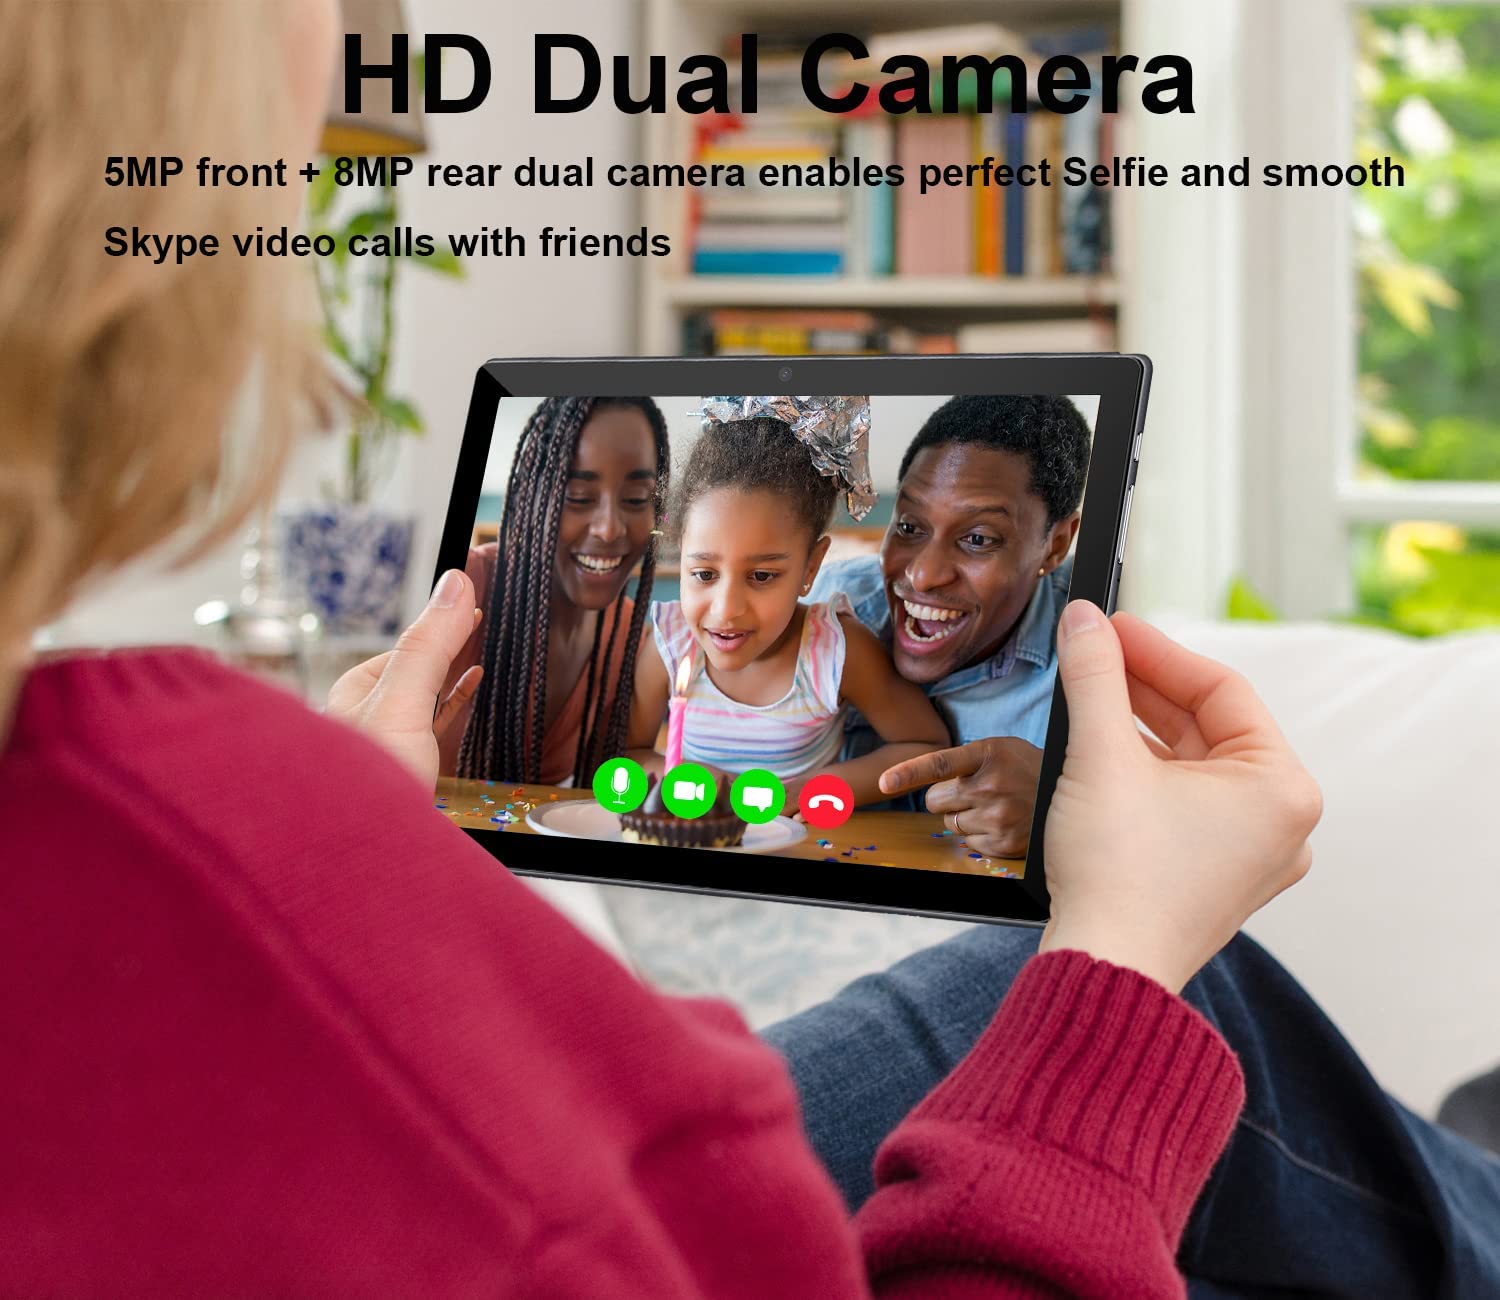 HD Dual Camera
5MP front + 8MP rear dual camera enables perfect Selfie and smooth
Skype video calls with friends